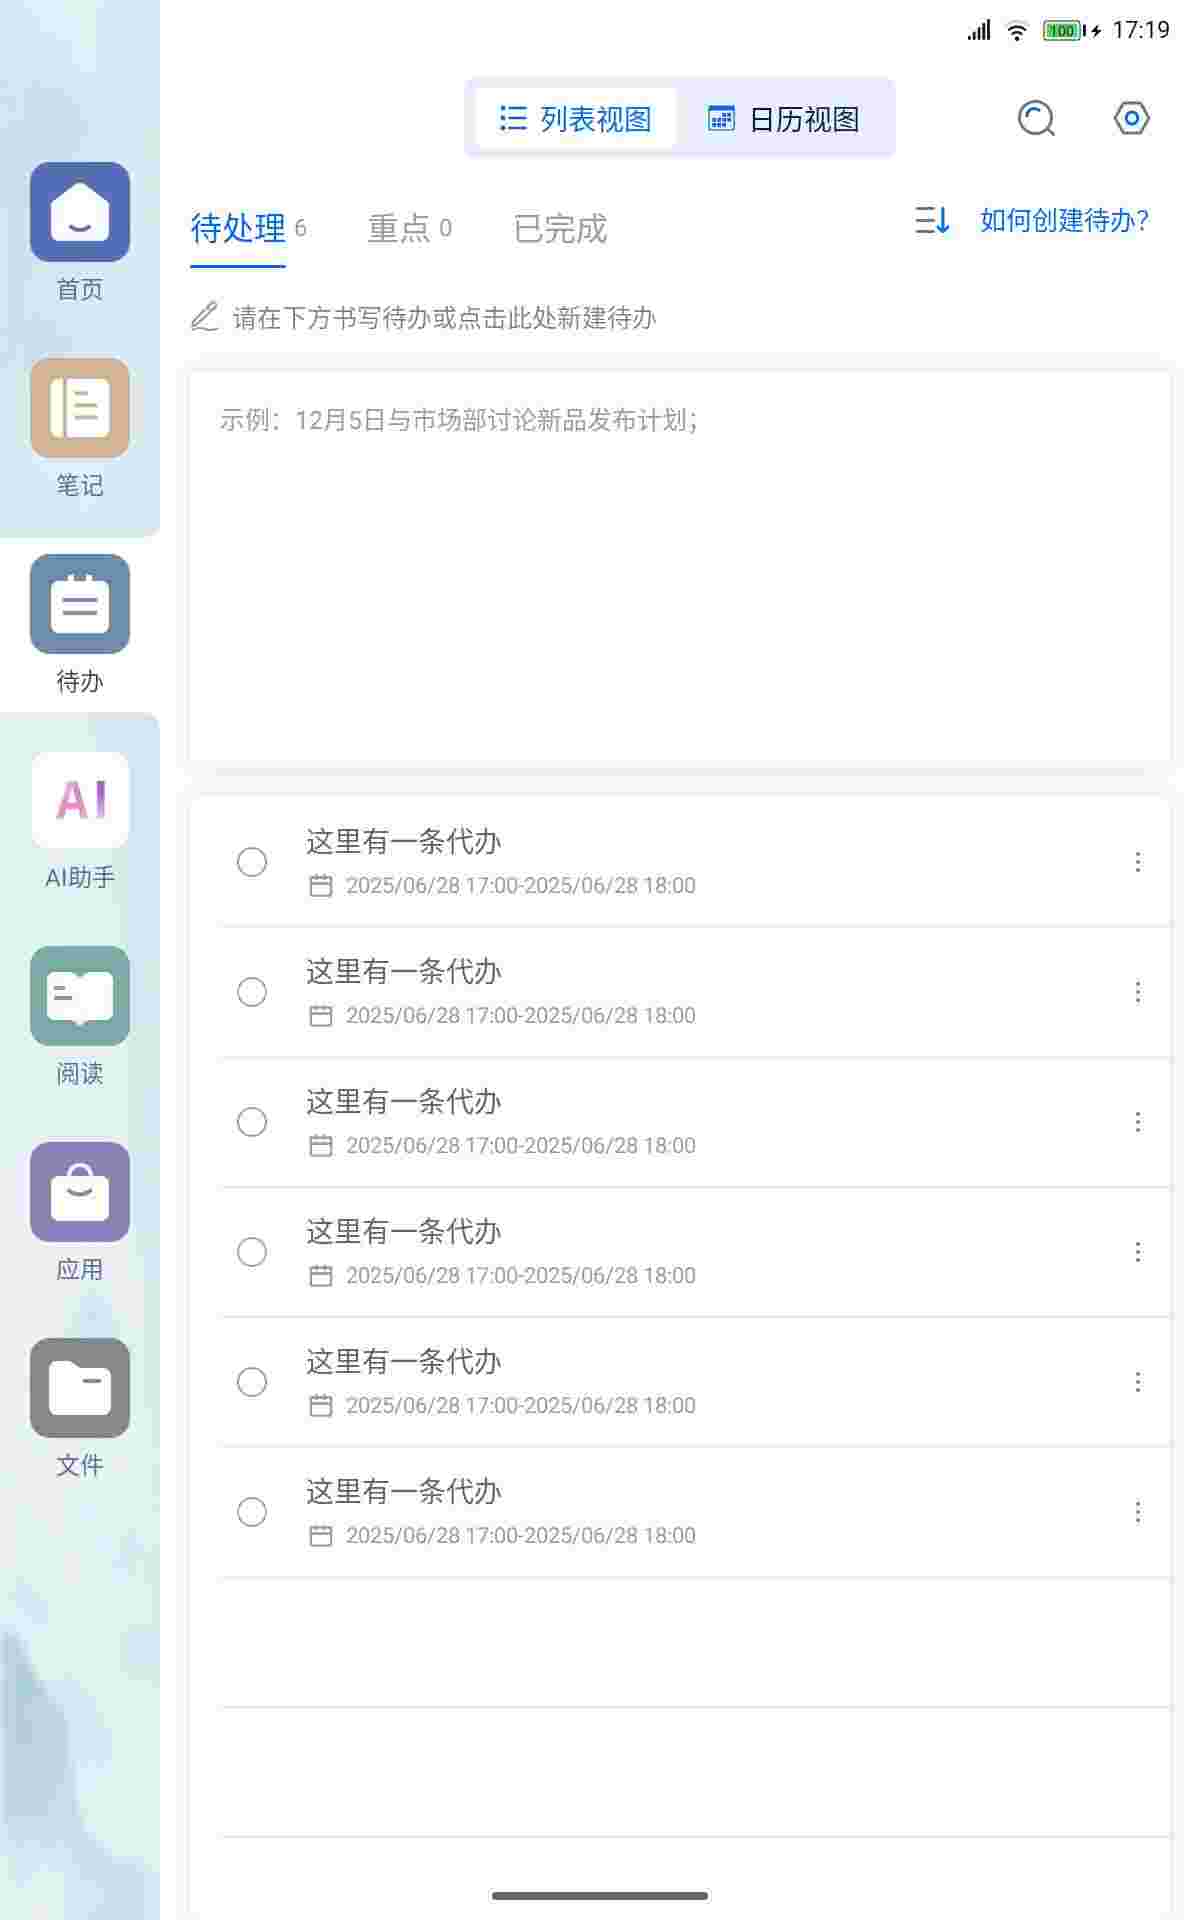 100 17:19
列表视图 日历视图
待处理 6 重点 0 已完成 如何创建待办?
请在下方书写待办或点击此处新建待办
示例：12月5日与市场部讨论新品发布计划；
首页
笔记
待办
AI
AI助手
阅读
应用
文件
这里有一条代办
2025/06/28 17:00-2025/06/28 18:00
这里有一条代办
2025/06/28 17:00-2025/06/28 18:00
这里有一条代办
2025/06/28 17:00-2025/06/28 18:00
这里有一条代办
2025/06/28 17:00-2025/06/28 18:00
这里有一条代办
2025/06/28 17:00-2025/06/28 18:00
这里有一条代办
2025/06/28 17:00-2025/06/28 18:00